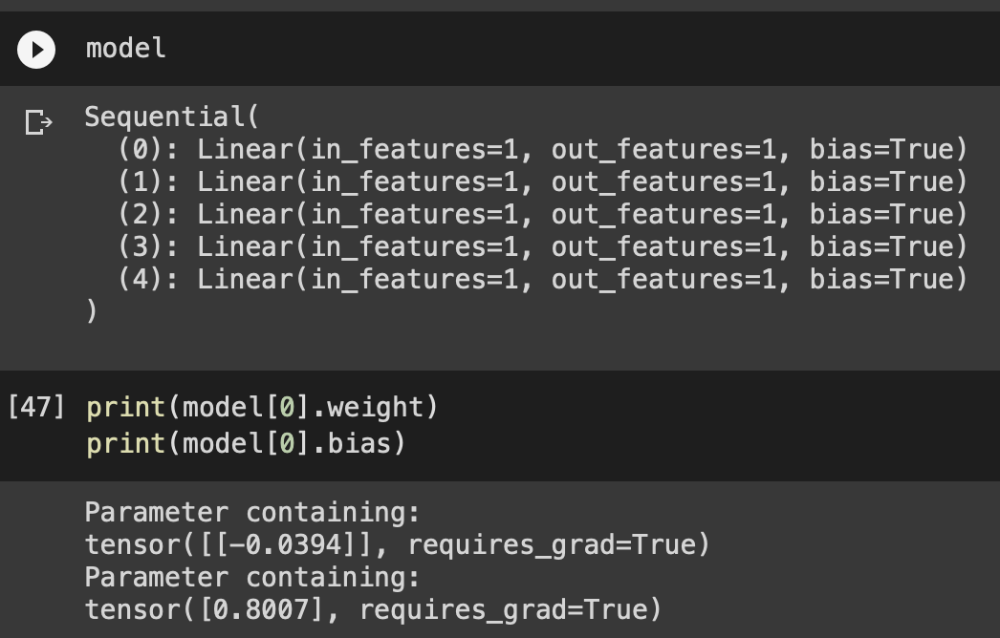 model
Sequential(
  (0): Linear(in_features=1, out_features=1, bias=True)
  (1): Linear(in_features=1, out_features=1, bias=True)
  (2): Linear(in_features=1, out_features=1, bias=True)
  (3): Linear(in_features=1, out_features=1, bias=True)
  (4): Linear(in_features=1, out_features=1, bias=True)
)
[47] print(model[0].weight)
print(model[0].bias)
Parameter containing:
tensor([[-0.0394]], requires_grad=True)
Parameter containing:
tensor([0.8007], requires_grad=True)